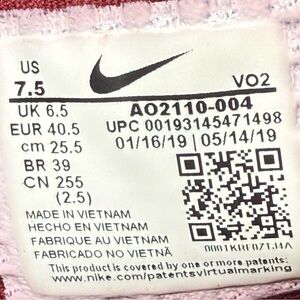 US
7.5
VO2
UK 6.5
AO2110-004
EUR 40.5
UPC 00193145471498
cm 25.5
01/16/19 05/14/19
BR 39
CN 255
(2.5)
MADE IN VIETNAM
HECHO EN VIETNAM
FABRIQUE AU VIETNAM
FABRICADO NO VIETNÃ
This product is covered by one or more patents.
www.nike.com/patentsvirtualmarking